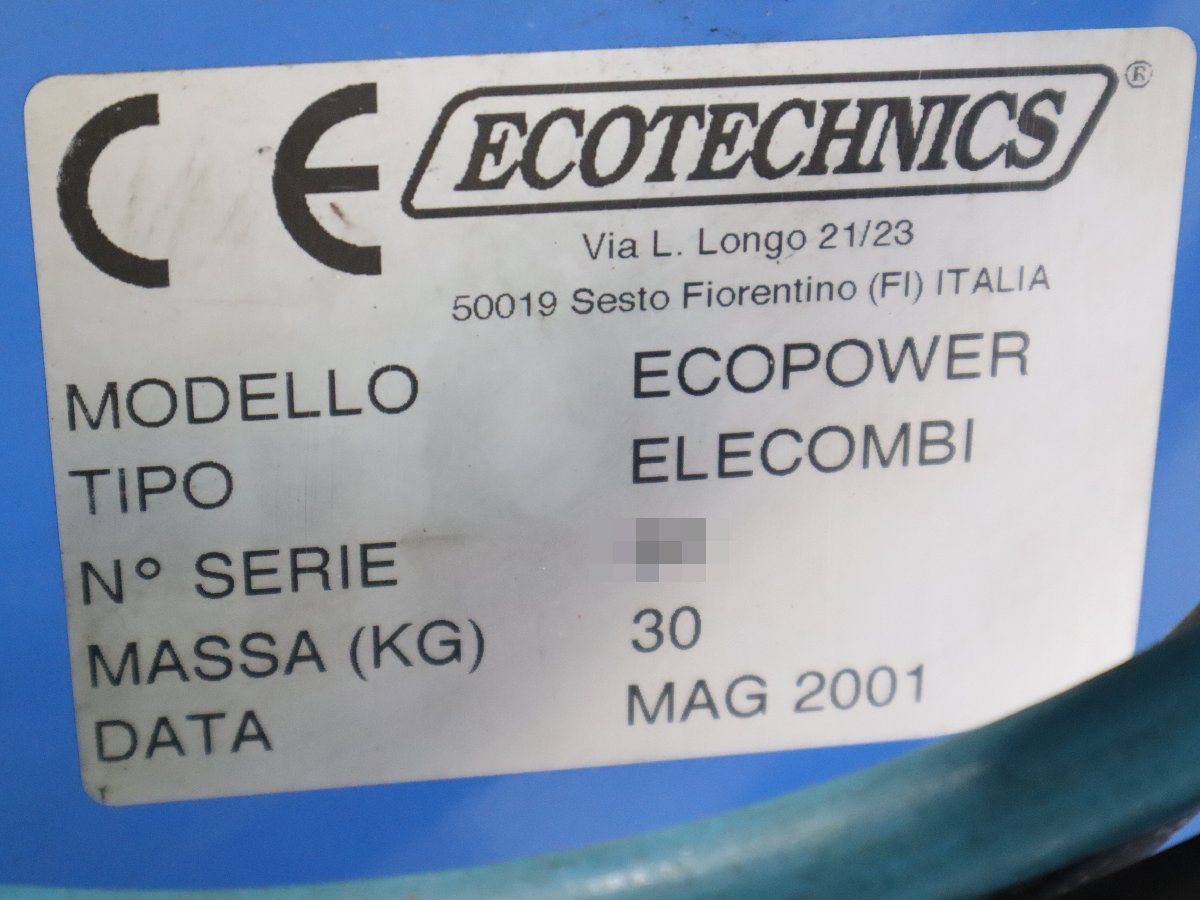 CE ECOTECHNICS ®
Via L. Longo 21/23
50019 Sesto Fiorentino (FI) ITALIA
MODELLO ECOPOWER
TIPO ELECOMBI
N° SERIE
MASSA (KG) 30
DATA MAG 2001